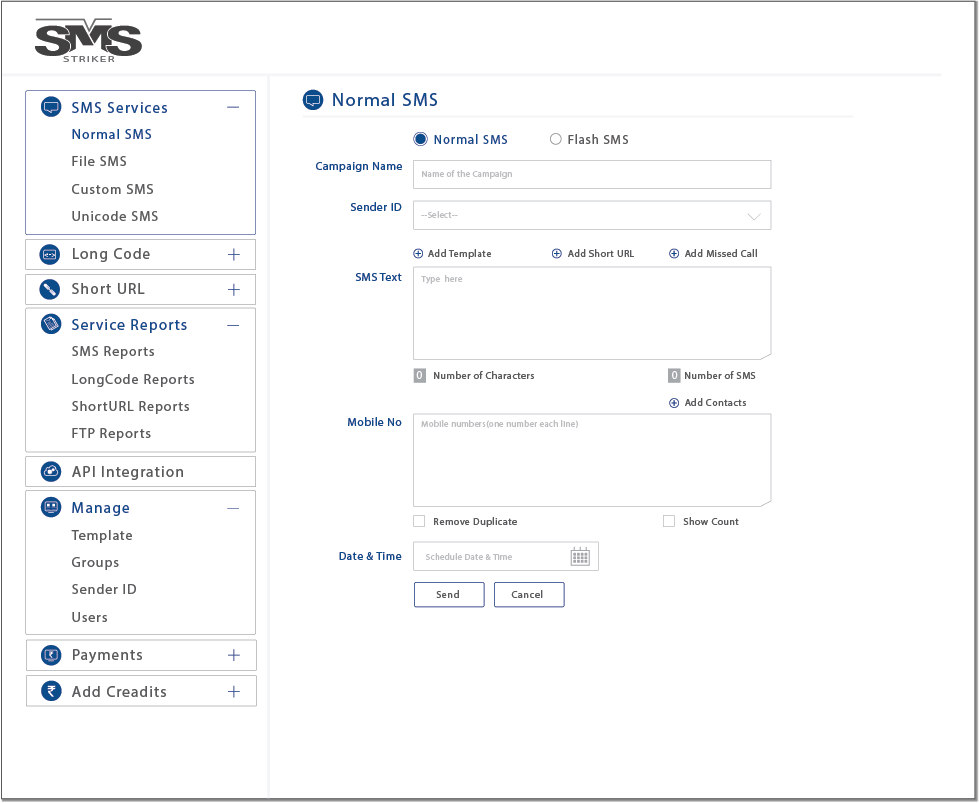 SMS
STRIKER
SMS Services
Normal SMS
File SMS
Custom SMS
Unicode SMS
Long Code
Short URL
Service Reports
SMS Reports
LongCode Reports
ShortURL Reports
FTP Reports
API Integration
Manage
Template
Groups
Sender ID
Users
Payments
Add Creadits
Normal SMS
Normal SMS Flash SMS
Campaign Name Name of the Campaign
Sender ID --Select--
Add Template Add Short URL Add Missed Call
SMS Text Type here
0 Number of Characters 0 Number of SMS
Add Contacts
Mobile No Mobile numbers(one number each line)
Remove Duplicate Show Count
Date & Time Schedule Date & Time
Send Cancel